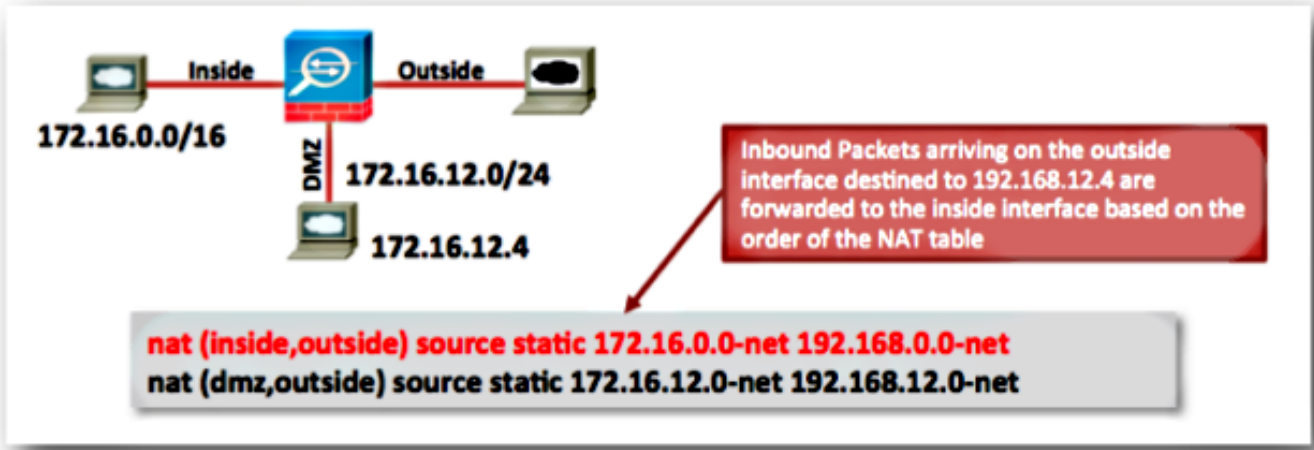 Inside
Outside
172.16.0.0/16
DMZ
172.16.12.0/24
172.16.12.4
Inbound Packets arriving on the outside
interface destined to 192.168.12.4 are
forwarded to the inside interface based on the
order of the NAT table
nat (inside,outside) source static 172.16.0.0-net 192.168.0.0-net
nat (dmz,outside) source static 172.16.12.0-net 192.168.12.0-net